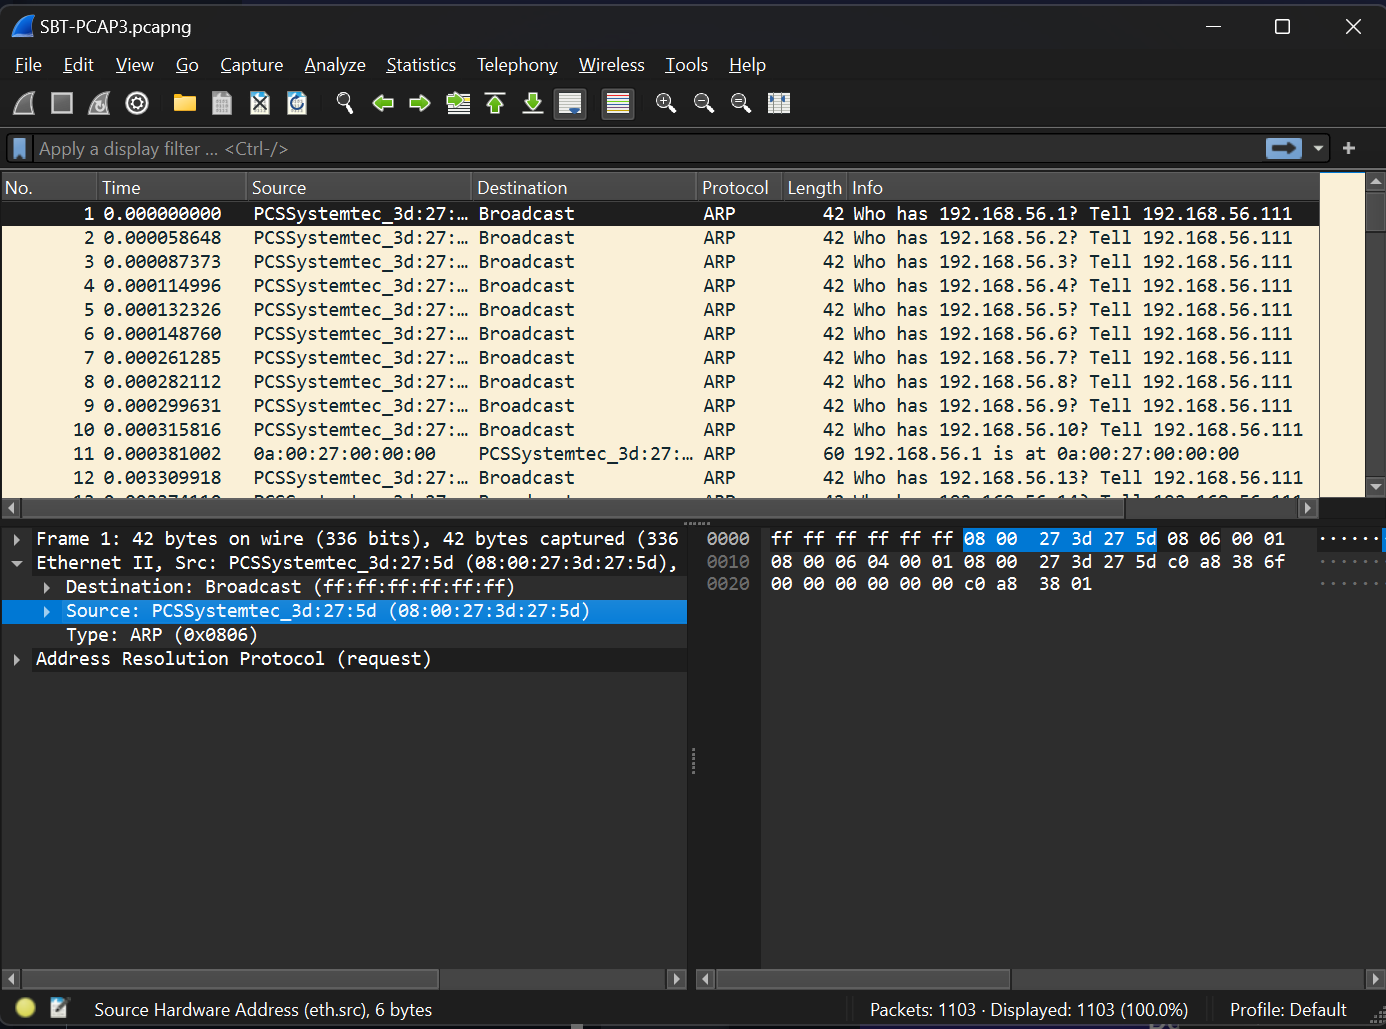 SBT-PCAP3.pcapng
File Edit View Go Capture Analyze Statistics Telephony Wireless Tools Help
Apply a display filter ... <Ctrl-/>
No. Time Source Destination Protocol Length Info
1 0.000000000 PCSSystemtec_3d:27:… Broadcast ARP 42 Who has 192.168.56.1? Tell 192.168.56.111
2 0.000058648 PCSSystemtec_3d:27:… Broadcast ARP 42 Who has 192.168.56.2? Tell 192.168.56.111
3 0.000087373 PCSSystemtec_3d:27:… Broadcast ARP 42 Who has 192.168.56.3? Tell 192.168.56.111
4 0.000114996 PCSSystemtec_3d:27:… Broadcast ARP 42 Who has 192.168.56.4? Tell 192.168.56.111
5 0.000132326 PCSSystemtec_3d:27:… Broadcast ARP 42 Who has 192.168.56.5? Tell 192.168.56.111
6 0.000148760 PCSSystemtec_3d:27:… Broadcast ARP 42 Who has 192.168.56.6? Tell 192.168.56.111
7 0.000261285 PCSSystemtec_3d:27:… Broadcast ARP 42 Who has 192.168.56.7? Tell 192.168.56.111
8 0.000282112 PCSSystemtec_3d:27:… Broadcast ARP 42 Who has 192.168.56.8? Tell 192.168.56.111
9 0.000299631 PCSSystemtec_3d:27:… Broadcast ARP 42 Who has 192.168.56.9? Tell 192.168.56.111
10 0.000315816 PCSSystemtec_3d:27:… Broadcast ARP 42 Who has 192.168.56.10? Tell 192.168.56.111
11 0.000381002 0a:00:27:00:00:00 PCSSystemtec_3d:27:… ARP 60 192.168.56.1 is at 0a:00:27:00:00:00
12 0.003309918 PCSSystemtec_3d:27:… Broadcast ARP 42 Who has 192.168.56.13? Tell 192.168.56.111
Frame 1: 42 bytes on wire (336 bits), 42 bytes captured (336
Ethernet II, Src: PCSSystemtec_3d:27:5d (08:00:27:3d:27:5d),
Destination: Broadcast (ff:ff:ff:ff:ff:ff)
Source: PCSSystemtec_3d:27:5d (08:00:27:3d:27:5d)
Type: ARP (0x0806)
Address Resolution Protocol (request)
0000 ff ff ff ff ff ff 08 00 27 3d 27 5d 08 06 00 01 ······
0010 08 00 06 04 00 01 08 00 27 3d 27 5d c0 a8 38 6f ······
0020 00 00 00 00 00 00 c0 a8 38 01 ······
Source Hardware Address (eth.src), 6 bytes
Packets: 1103 · Displayed: 1103 (100.0%)
Profile: Default